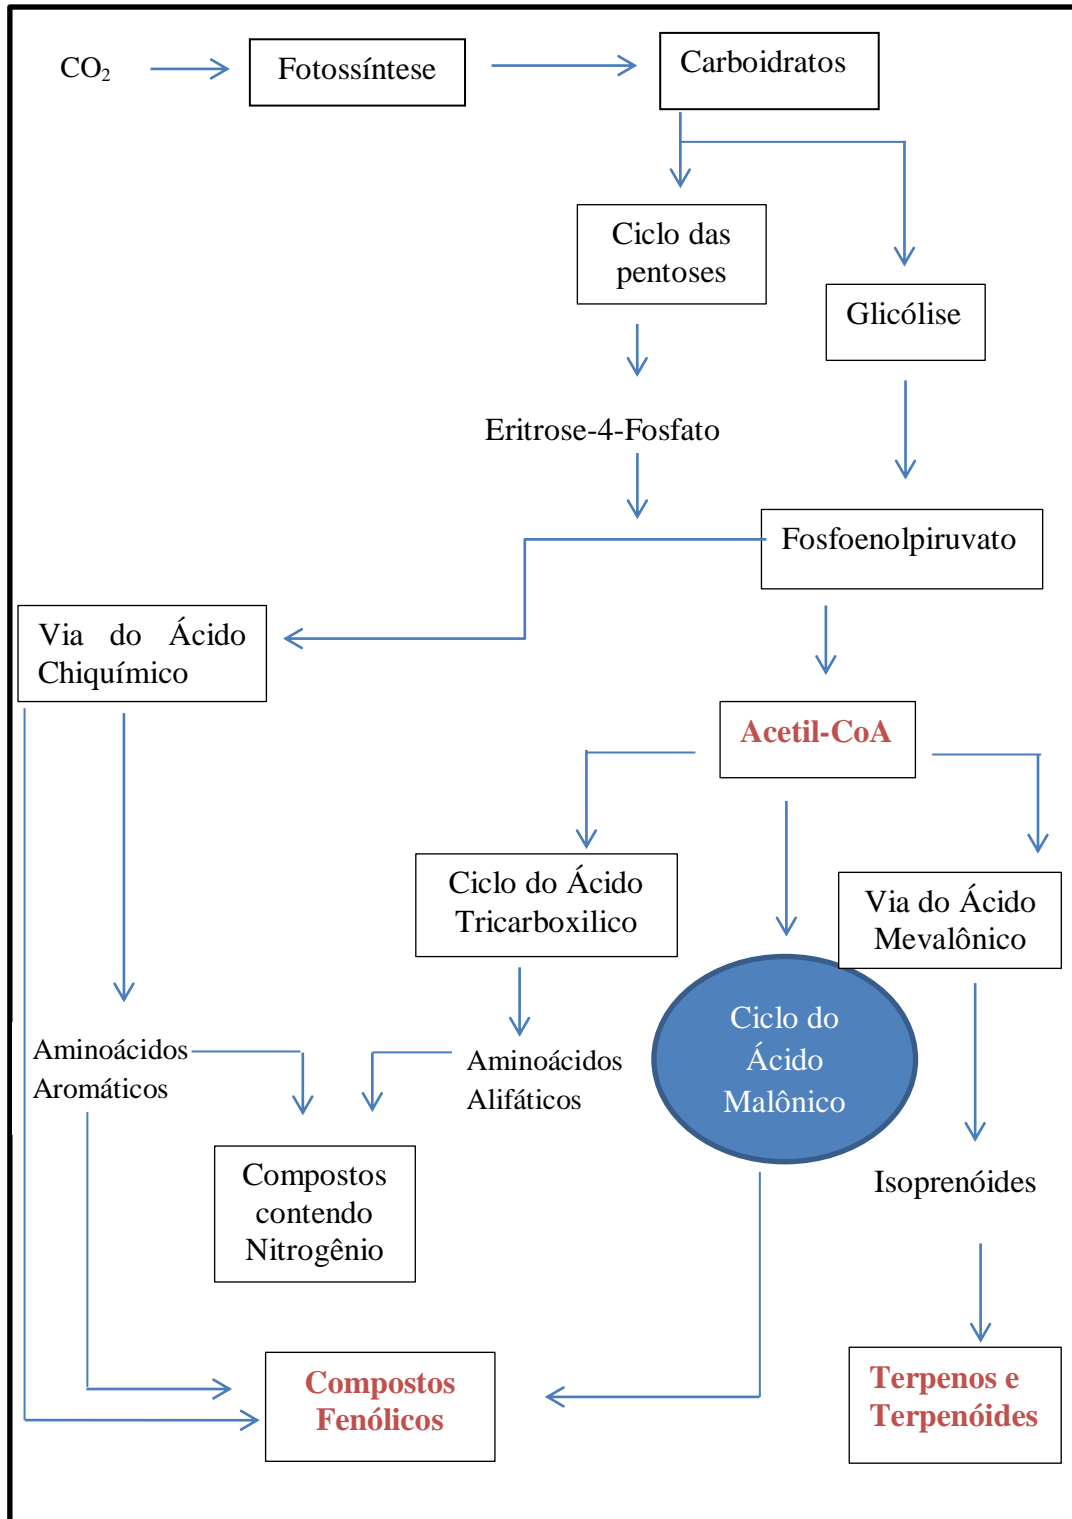 CO₂
Fotossíntese
Carboidratos
Ciclo das
pentoses
Glicólise
Eritrose-4-Fosfato
Fosfoenolpiruvato
Via do Ácido
Chiquímico
Acetil-CoA
Ciclo do Ácido
Tricarboxilico
Via do Ácido
Mevalônico
Ciclo do
Ácido
Malônico
Aminoácidos
Aromáticos
Aminoácidos
Alifáticos
Compostos
contendo
Nitrogênio
Isoprenóides
Compostos
Fenólicos
Terpenos e
Terpenóides